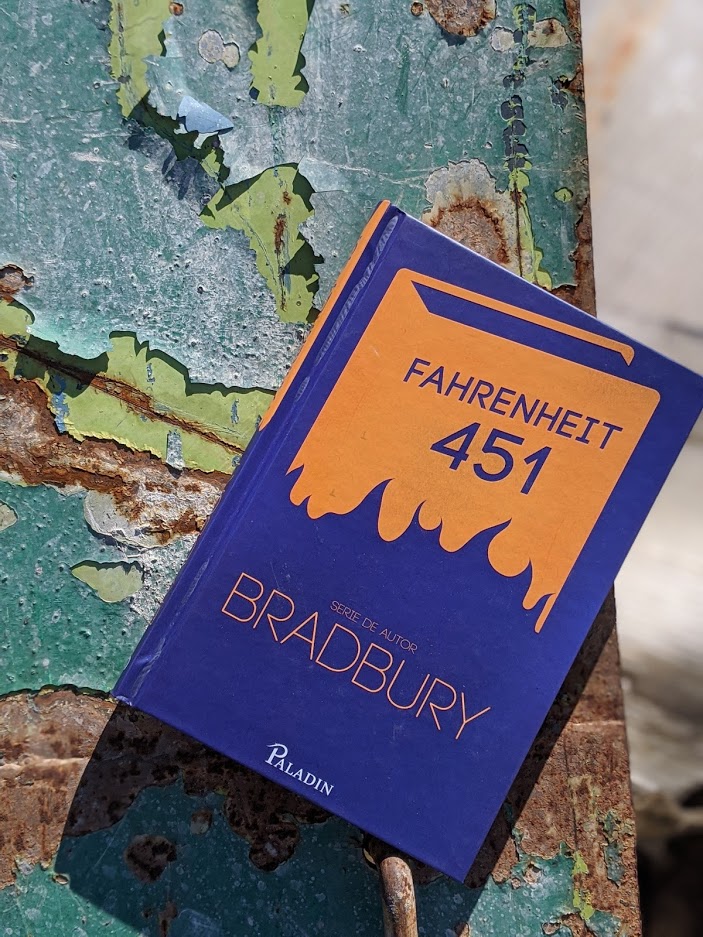 FAHRENHEIT
451
SERIE DE AUTOR
BRADBURY
PALADIN